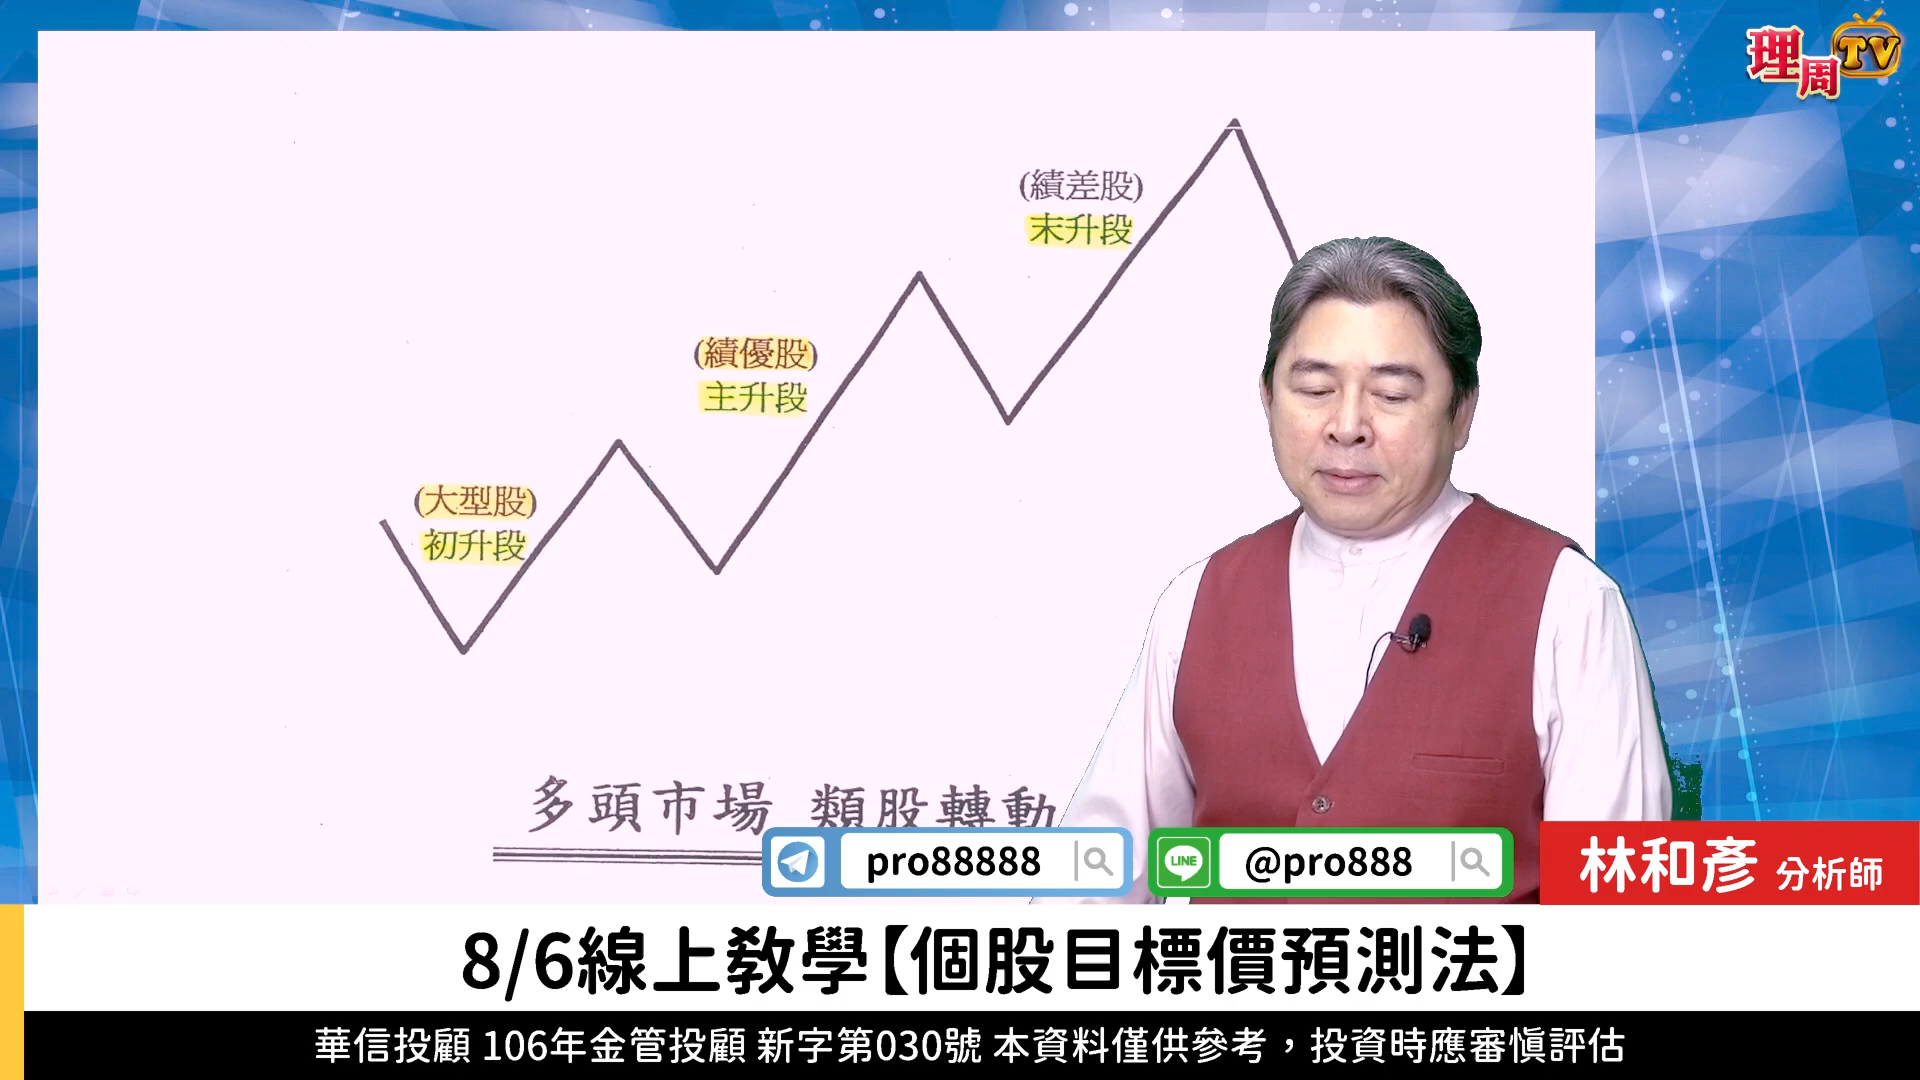 理周TV
(績差股)
末升段
(績優股)
主升段
(大型股)
初升段
多頭市場 類股轉動
pro88888
LINE
@pro888
林和彥 分析師
8/6線上教學【個股目標價預測法】
華信投顧 106年金管投顧 新字第030號 本資料僅供參考，投資時應審慎評估